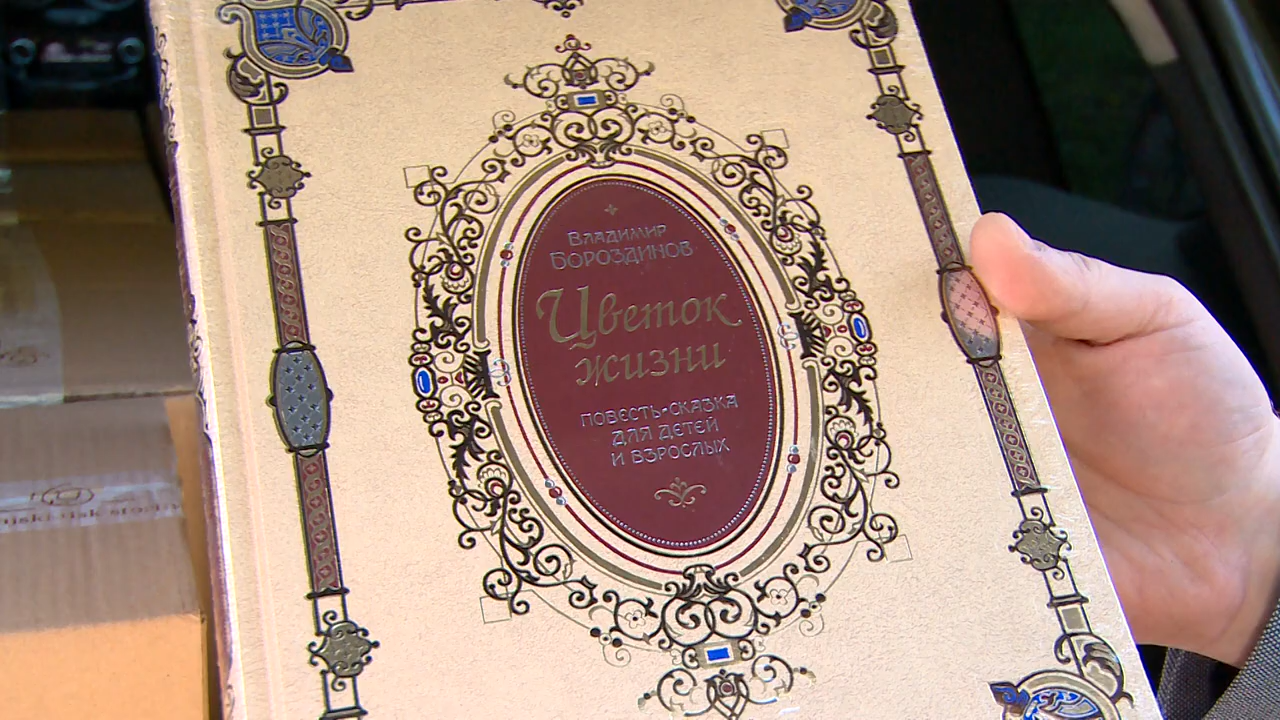 Владимир
Бороздинов
Цветок
жизни
повесть-сказка
для детей
и взрослых